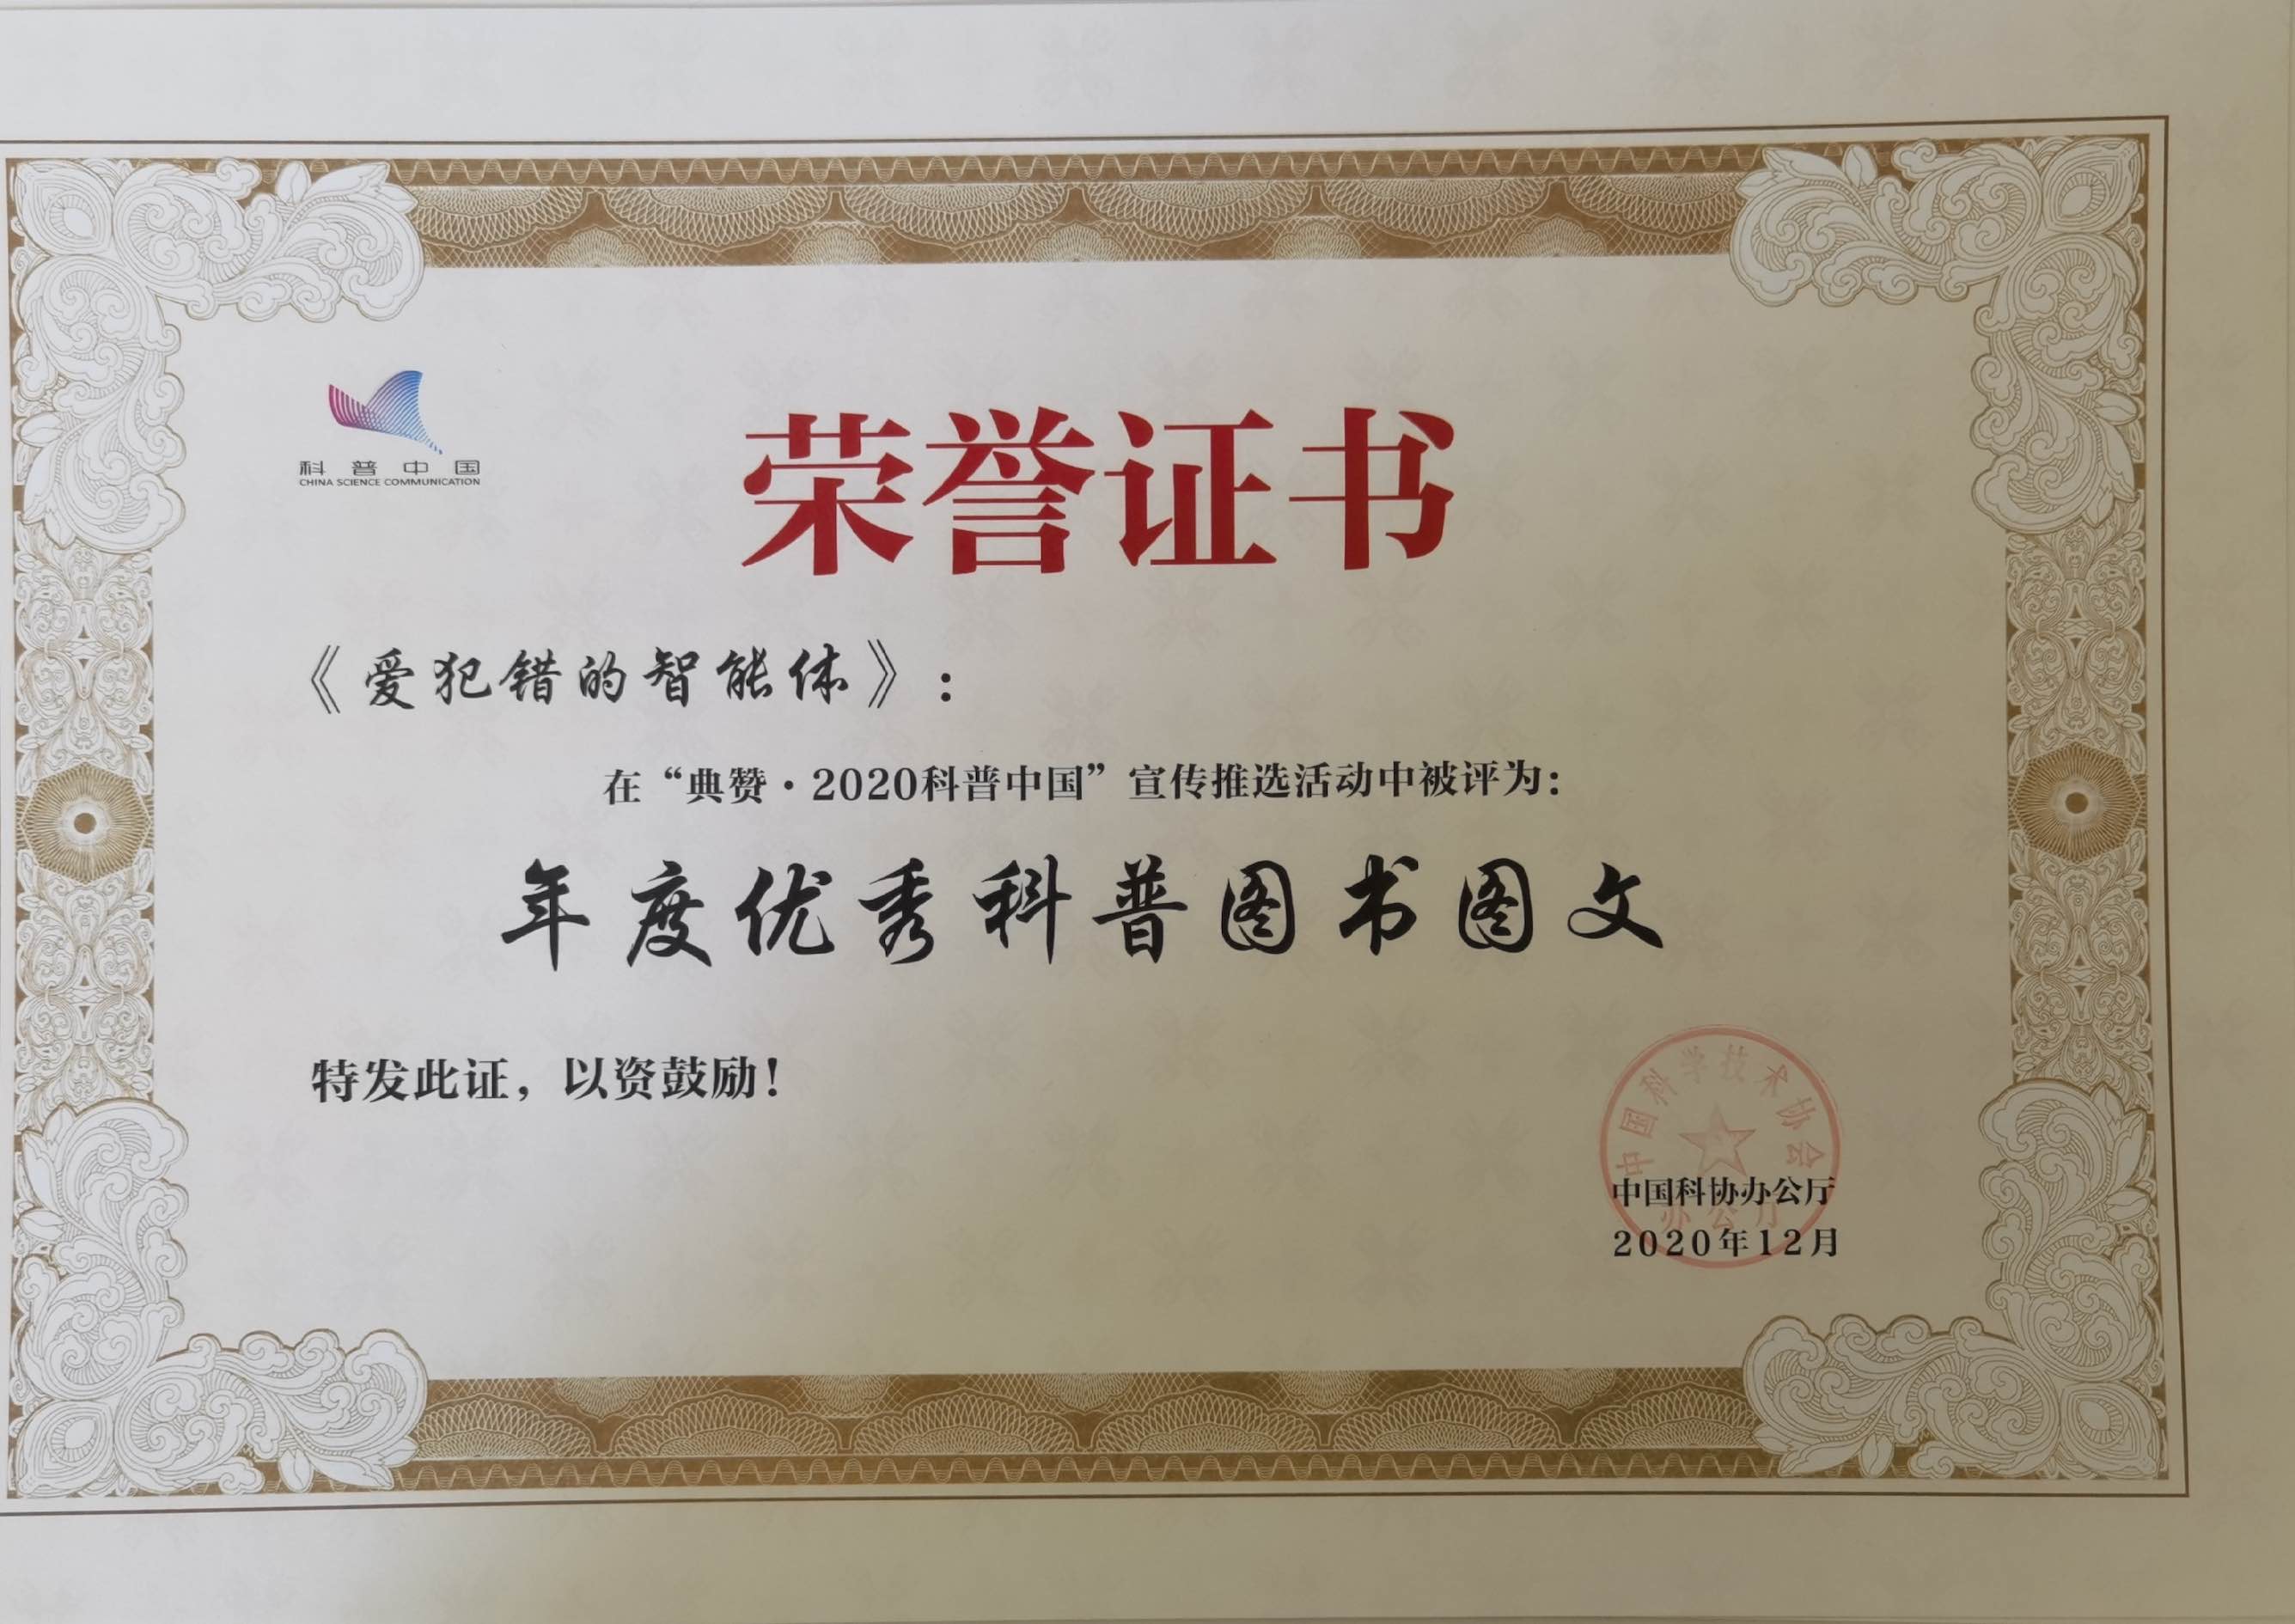 科普中国
CHINA SCIENCE COMMUNICATION
荣誉证书
《爱犯错的智能体》：
在“典赞·2020科普中国”宣传推选活动中被评为：
年度优秀科普图书图文
特发此证，以资鼓励！
中国科学技术协会
中国科协办公厅
办公厅
2020年12月